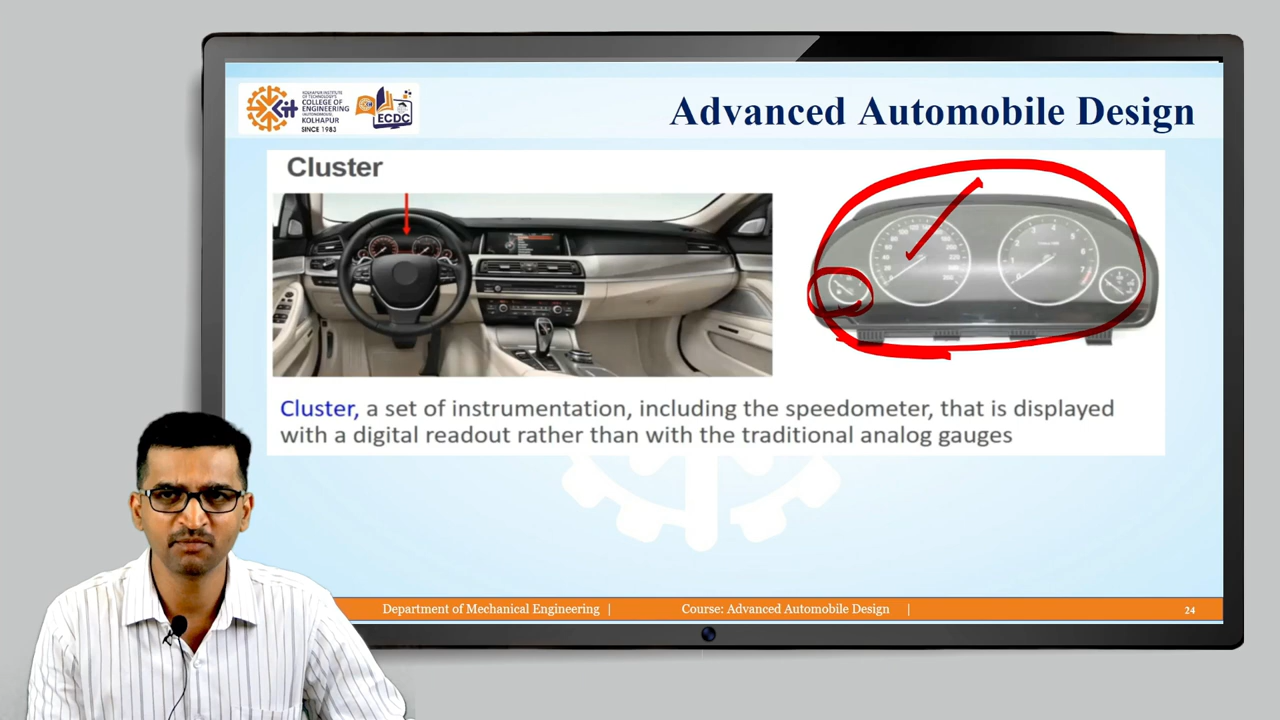 KOLHAPUR INSTITUTE
OF TECHNOLOGY'S
COLLEGE OF
ENGINEERING
(AUTONOMOUS),
KOLHAPUR
SINCE 1983
ECDC
Advanced Automobile Design
Cluster
Cluster, a set of instrumentation, including the speedometer, that is displayed
with a digital readout rather than with the traditional analog gauges
Department of Mechanical Engineering |
Course: Advanced Automobile Design |
24